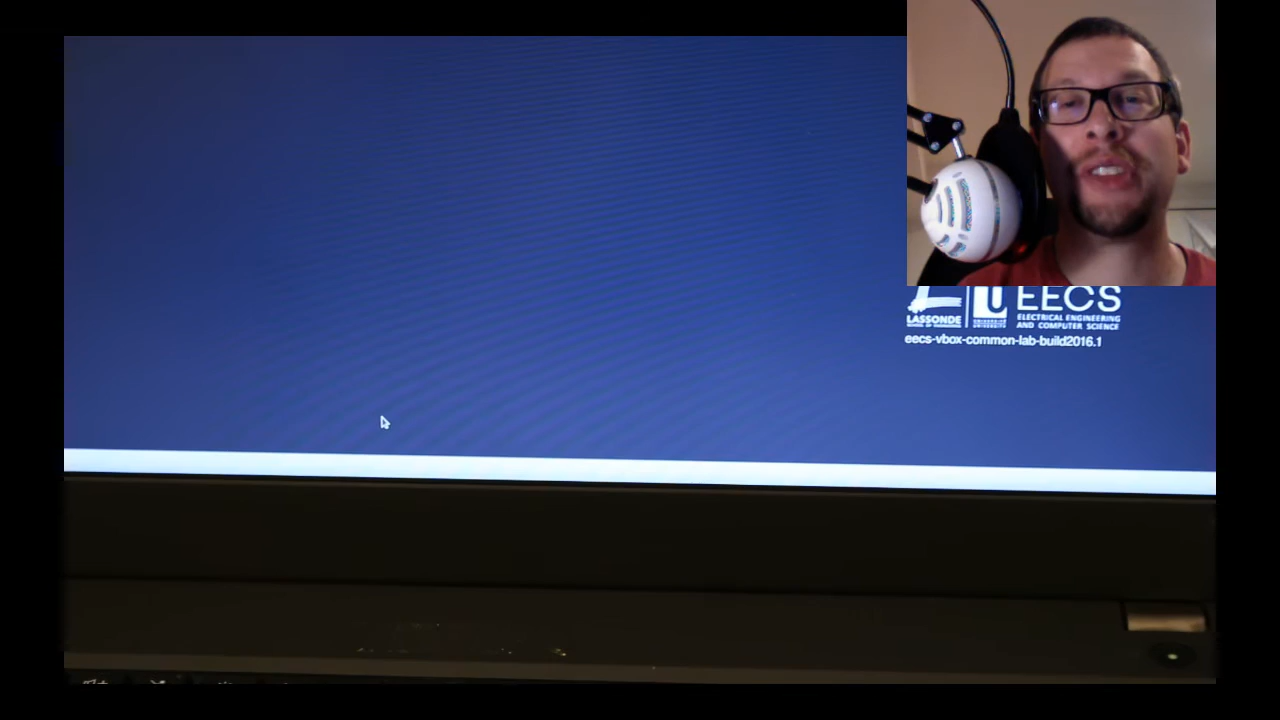 LASSONDE
U
EECS
ELECTRICAL ENGINEERING
AND COMPUTER SCIENCE
eecs-vbox-common-lab-build2016.1